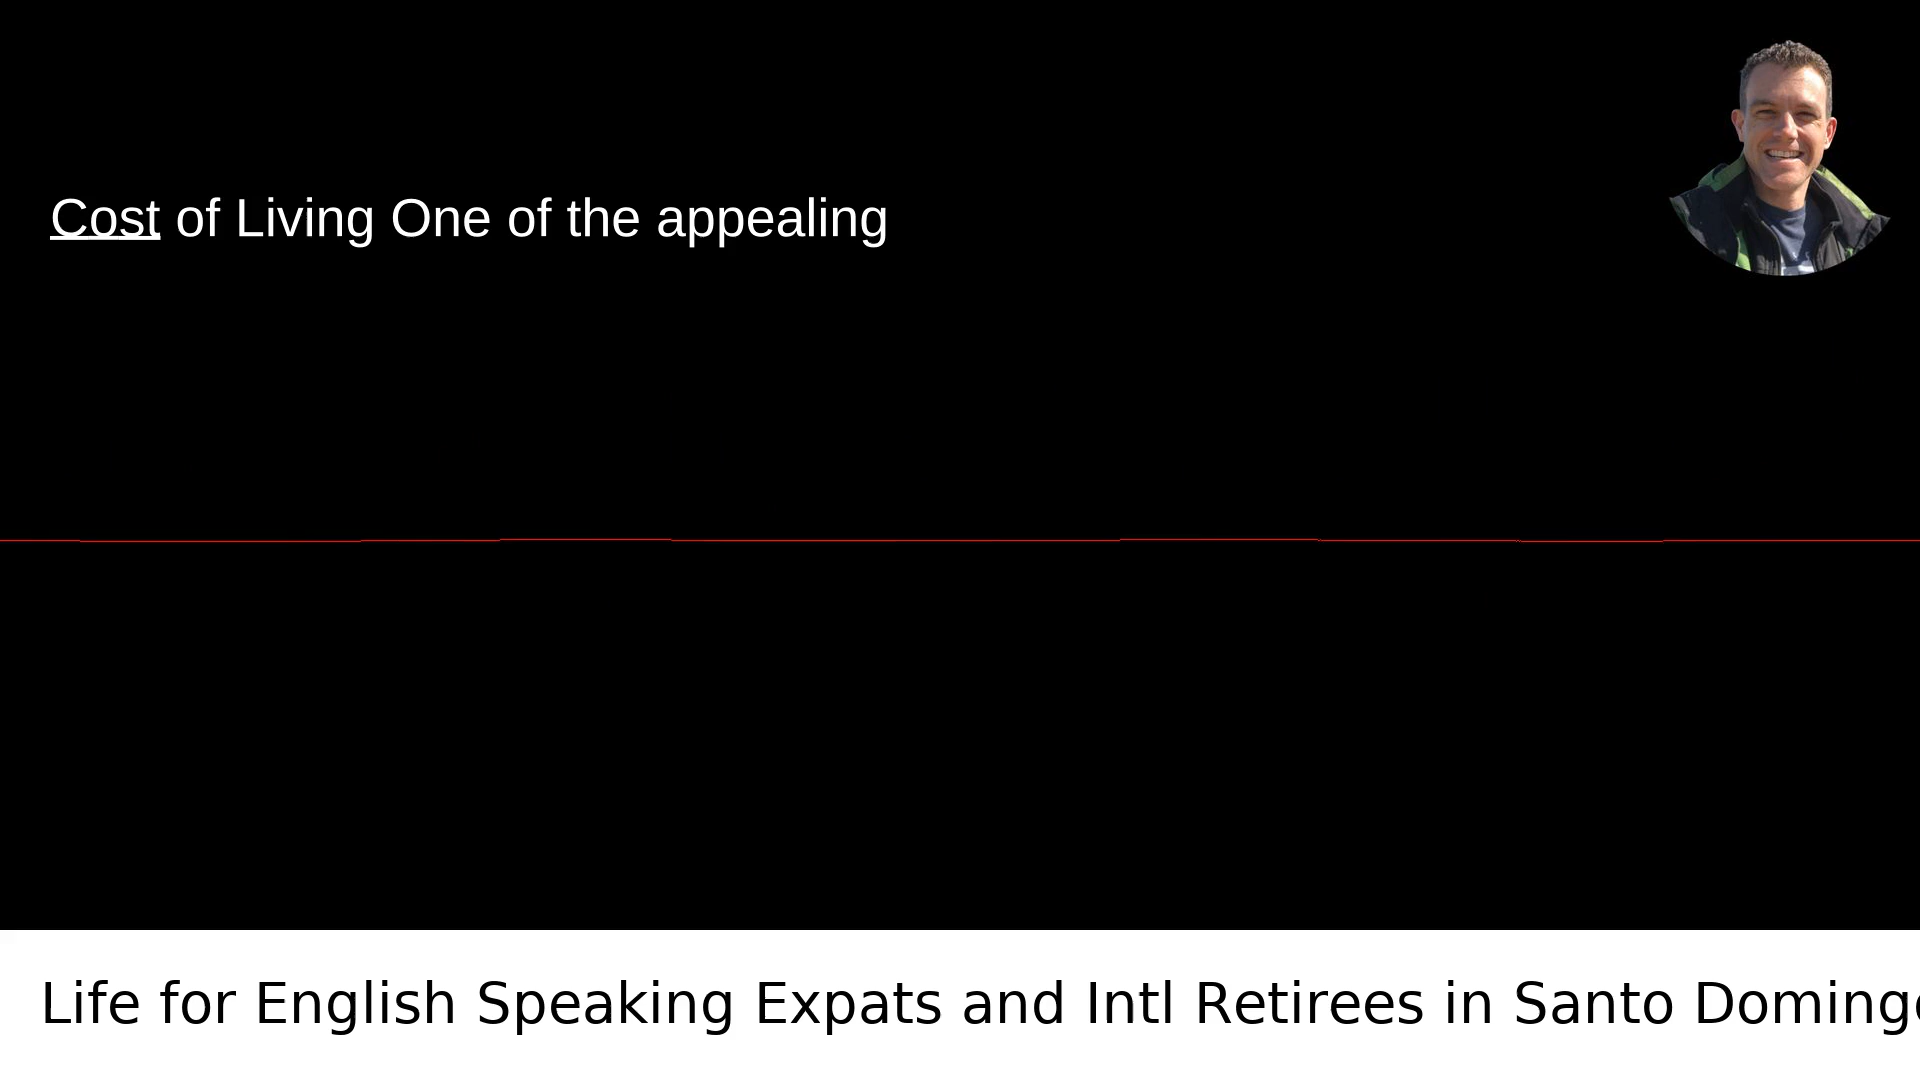 Cost of Living One of the appealing
Life for English Speaking Expats and Intl Retirees in Santo Doming